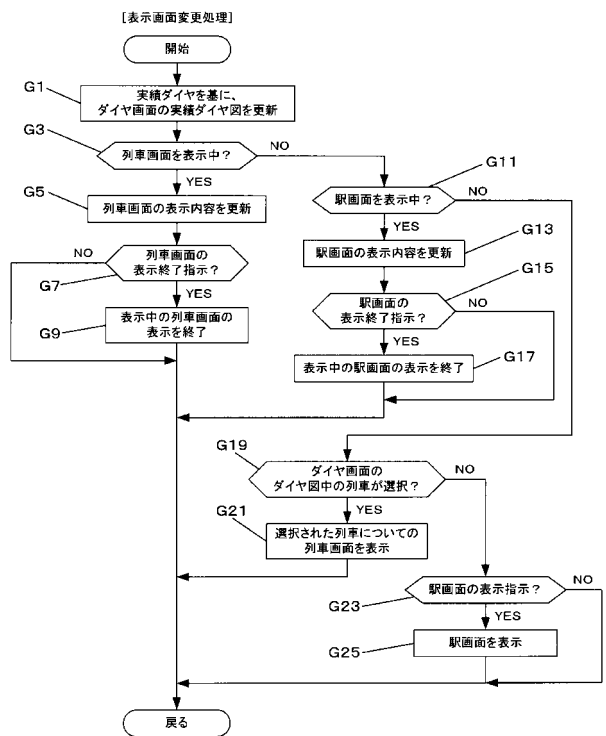 [表示画面変更処理]
開始
G1
実績ダイヤを基に、
ダイヤ画面の実績ダイヤ図を更新
G3
列車画面を表示中？
NO
YES
G5
列車画面の表示内容を更新
NO
列車画面の
表示終了指示？
G7
YES
G9
表示中の列車画面の
表示を終了
G11
駅画面を表示中？
NO
YES
G13
駅画面の表示内容を更新
G15
駅画面の
表示終了指示？
NO
YES
G17
表示中の駅画面の表示を終了
G19
ダイヤ画面の
ダイヤ図中の列車が選択？
NO
YES
G21
選択された列車についての
列車画面を表示
駅画面の表示指示？
NO
G23
YES
G25
駅画面を表示
戻る